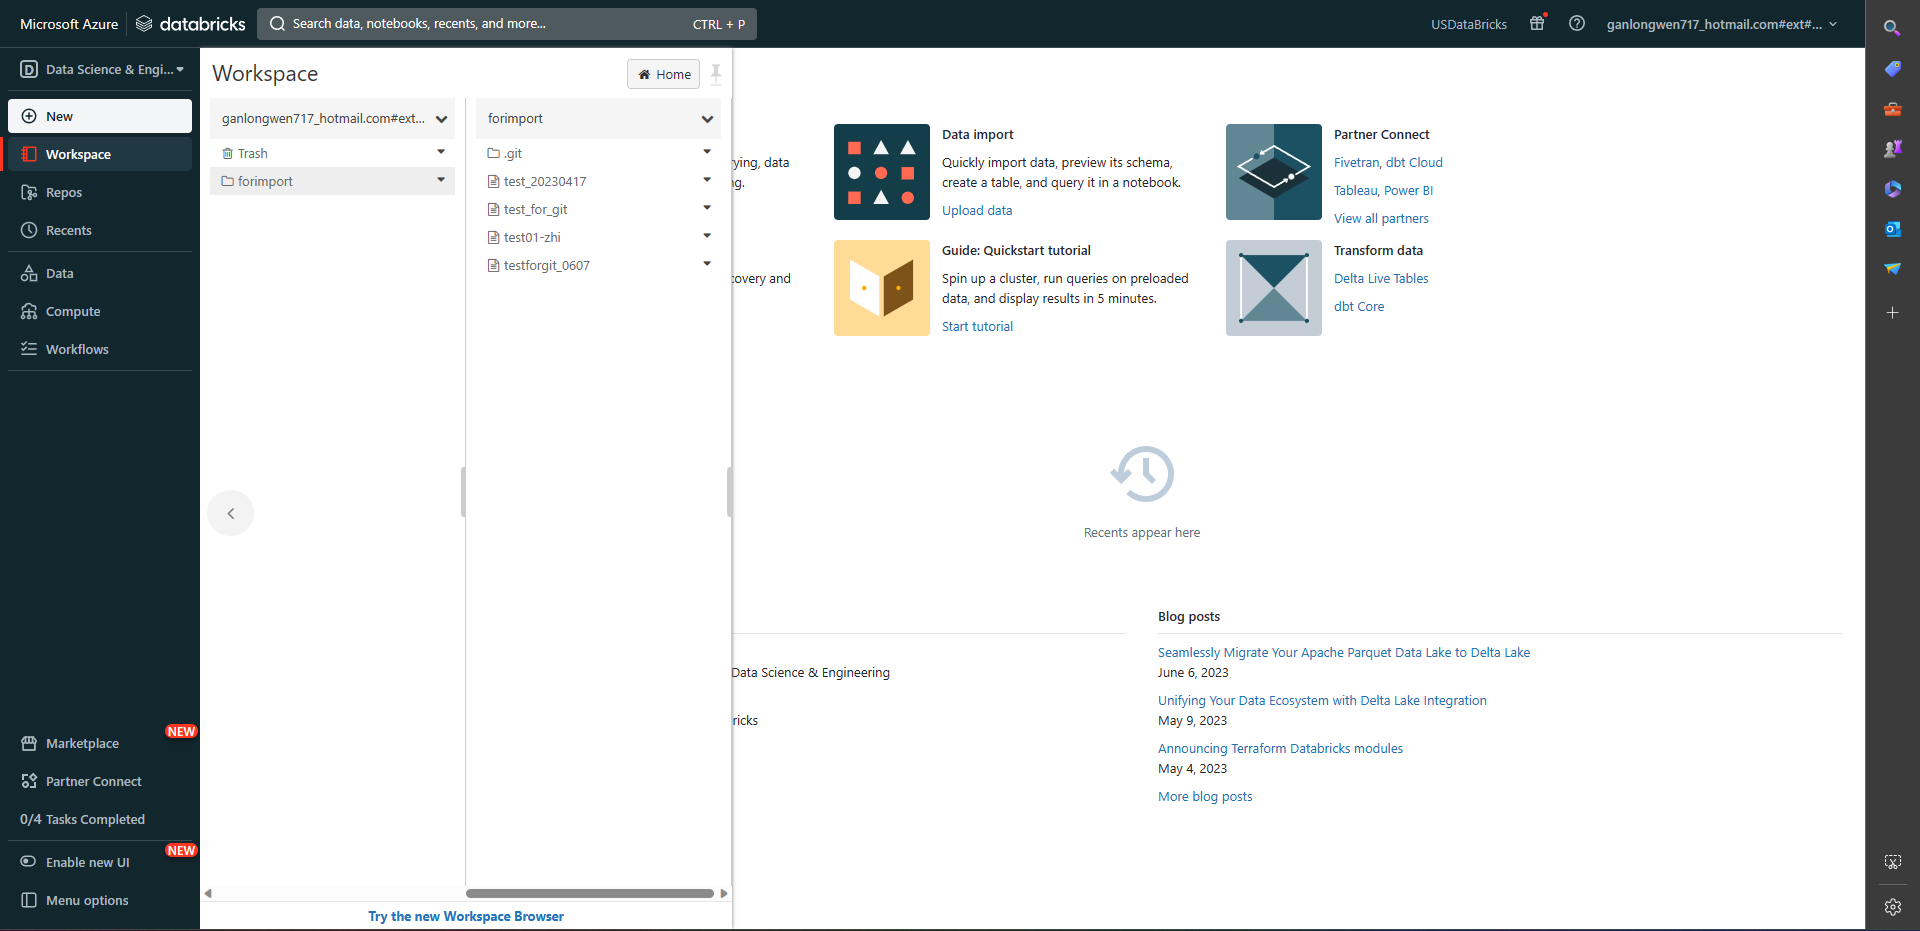 Microsoft Azure databricks Search data, notebooks, recents, and more... CTRL + P USDataBricks ganlongwen717_hotmail.com#ext#...
D Data Science & Engi...
New
Workspace
Repos
Recents
Data
Compute
Workflows
Marketplace NEW
Partner Connect
0/4 Tasks Completed
Enable new UI NEW
Menu options
Workspace Home
ganlongwen717_hotmail.com#ext...
Trash
forimport
forimport
.git
test_20230417
test_for_git
test01-zhi
testforgit_0607
Try the new Workspace Browser
rying, data
ng.
covery and
Data import
Quickly import data, preview its schema,
create a table, and query it in a notebook.
Upload data
Partner Connect
Fivetran, dbt Cloud
Tableau, Power BI
View all partners
Guide: Quickstart tutorial
Spin up a cluster, run queries on preloaded
data, and display results in 5 minutes.
Start tutorial
Transform data
Delta Live Tables
dbt Core
Recents appear here
Data Science & Engineering
ricks
Blog posts
Seamlessly Migrate Your Apache Parquet Data Lake to Delta Lake
June 6, 2023
Unifying Your Data Ecosystem with Delta Lake Integration
May 9, 2023
Announcing Terraform Databricks modules
May 4, 2023
More blog posts